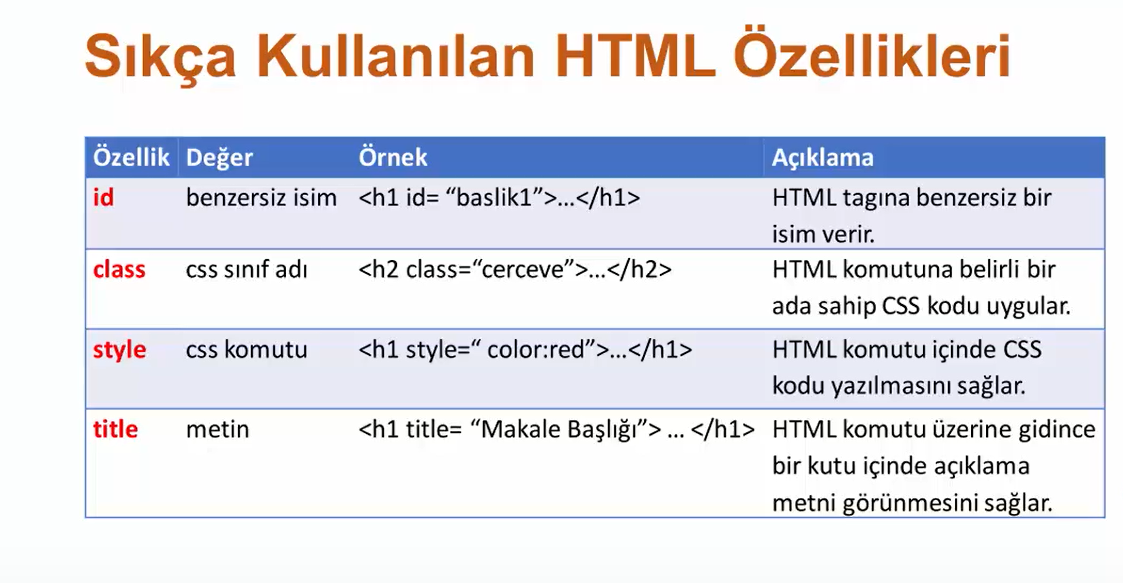 Sıkça Kullanılan HTML Özellikleri
Özellik Değer Örnek Açıklama
id benzersiz isim <h1 id= “baslik1”>...</h1> HTML tagına benzersiz bir
isim verir.
class css sınıf adı <h2 class=“cerceve”>...</h2> HTML komutuna belirli bir
ada sahip CSS kodu uygular.
style css komutu <h1 style=“ color:red”>...</h1> HTML komutu içinde CSS
kodu yazılmasını sağlar.
title metin <h1 title= “Makale Başlığı”> ... </h1> HTML komutu üzerine gidince
bir kutu içinde açıklama
metni görünmesini sağlar.